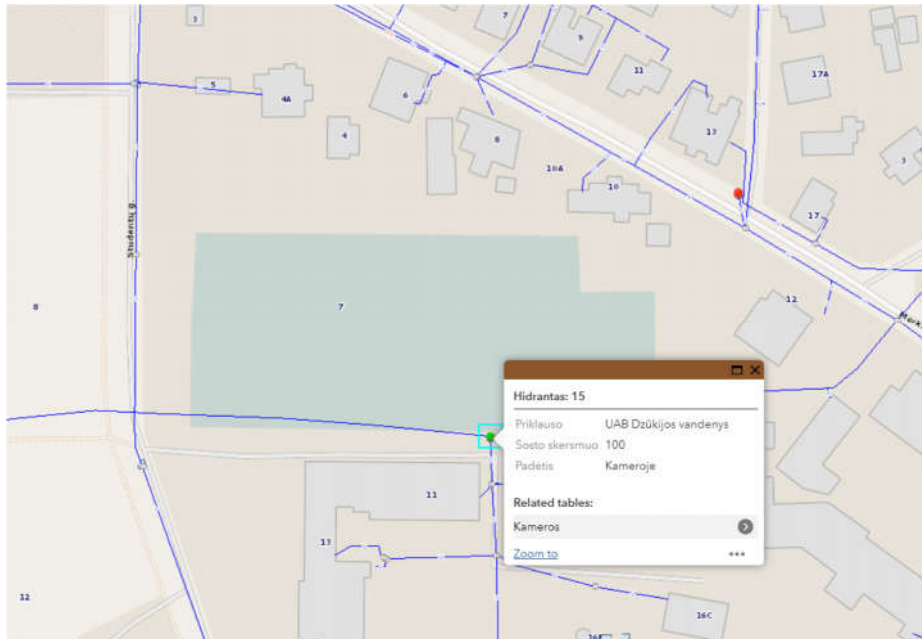 3
7
9
5
4A
6
11
17A
4
8
13
3
10A
10
17
Studentų g.
8
7
12
Hidrantas: 15
Priklauso UAB Dzūkijos vandenys
Sosto skersmuo 100
Padėtis Kameroje
Related tables:
Kameros
Zoom to
11
13
12
16C